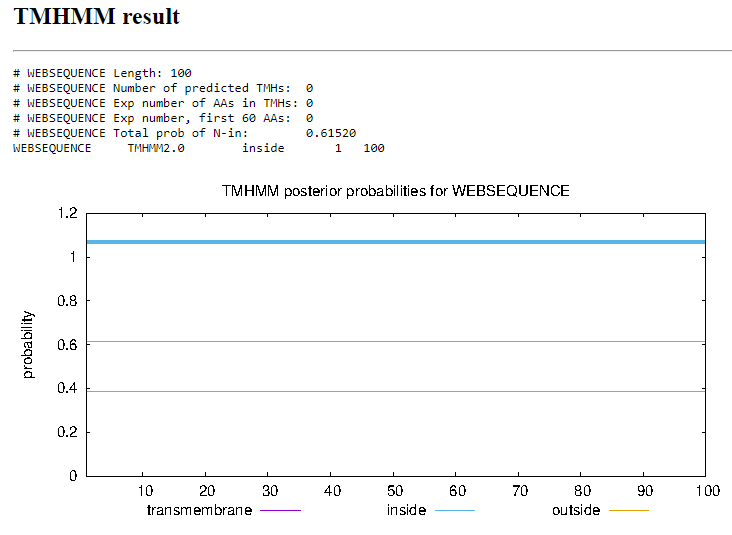 TMHMM result
# WEBSEQUENCE Length: 100
# WEBSEQUENCE Number of predicted TMHs:  0
# WEBSEQUENCE Exp number of AAs in TMHs: 0
# WEBSEQUENCE Exp number, first 60 AAs:  0
# WEBSEQUENCE Total prob of N-in:        0.61520
WEBSEQUENCE     TMHMM2.0        inside       1   100
TMHMM posterior probabilities for WEBSEQUENCE
1.2
1
0.8
0.6
0.4
0.2
0
probability
10 20 30 40 50 60 70 80 90 100
transmembrane inside outside